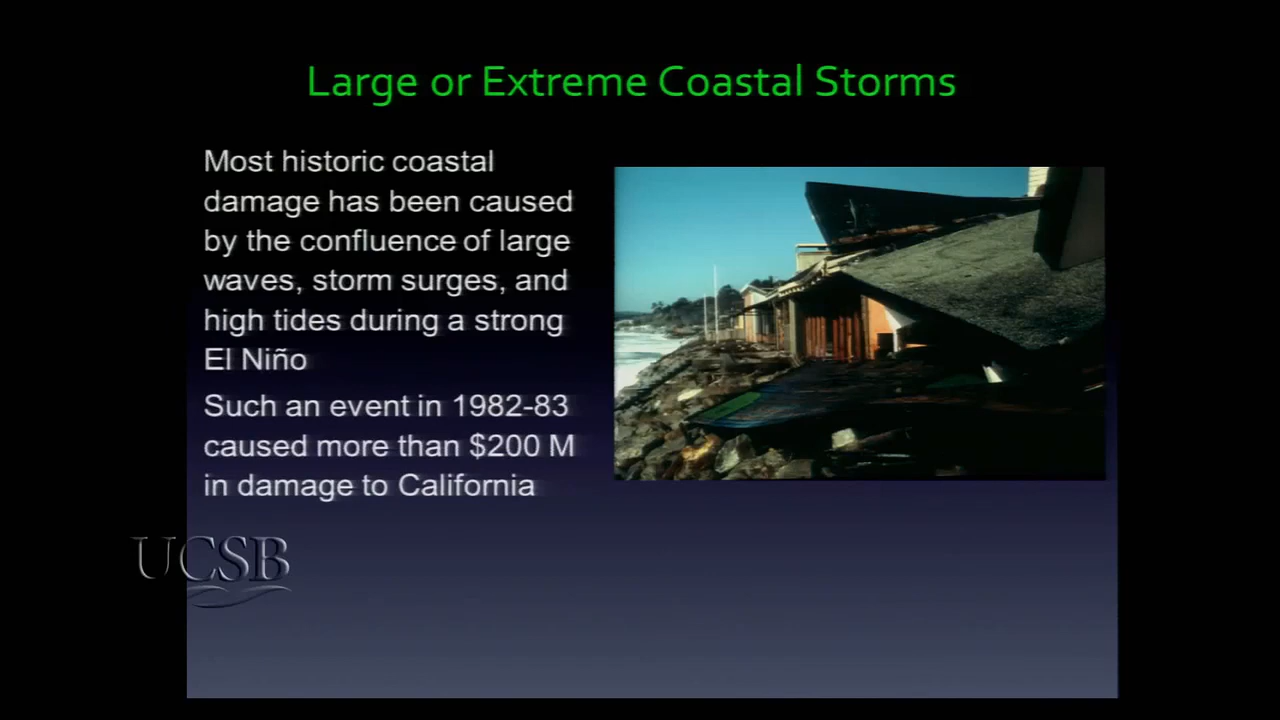 Large or Extreme Coastal Storms
Most historic coastal
damage has been caused
by the confluence of large
waves, storm surges, and
high tides during a strong
El Niño
Such an event in 1982-83
caused more than $200 M
in damage to California
UCSB